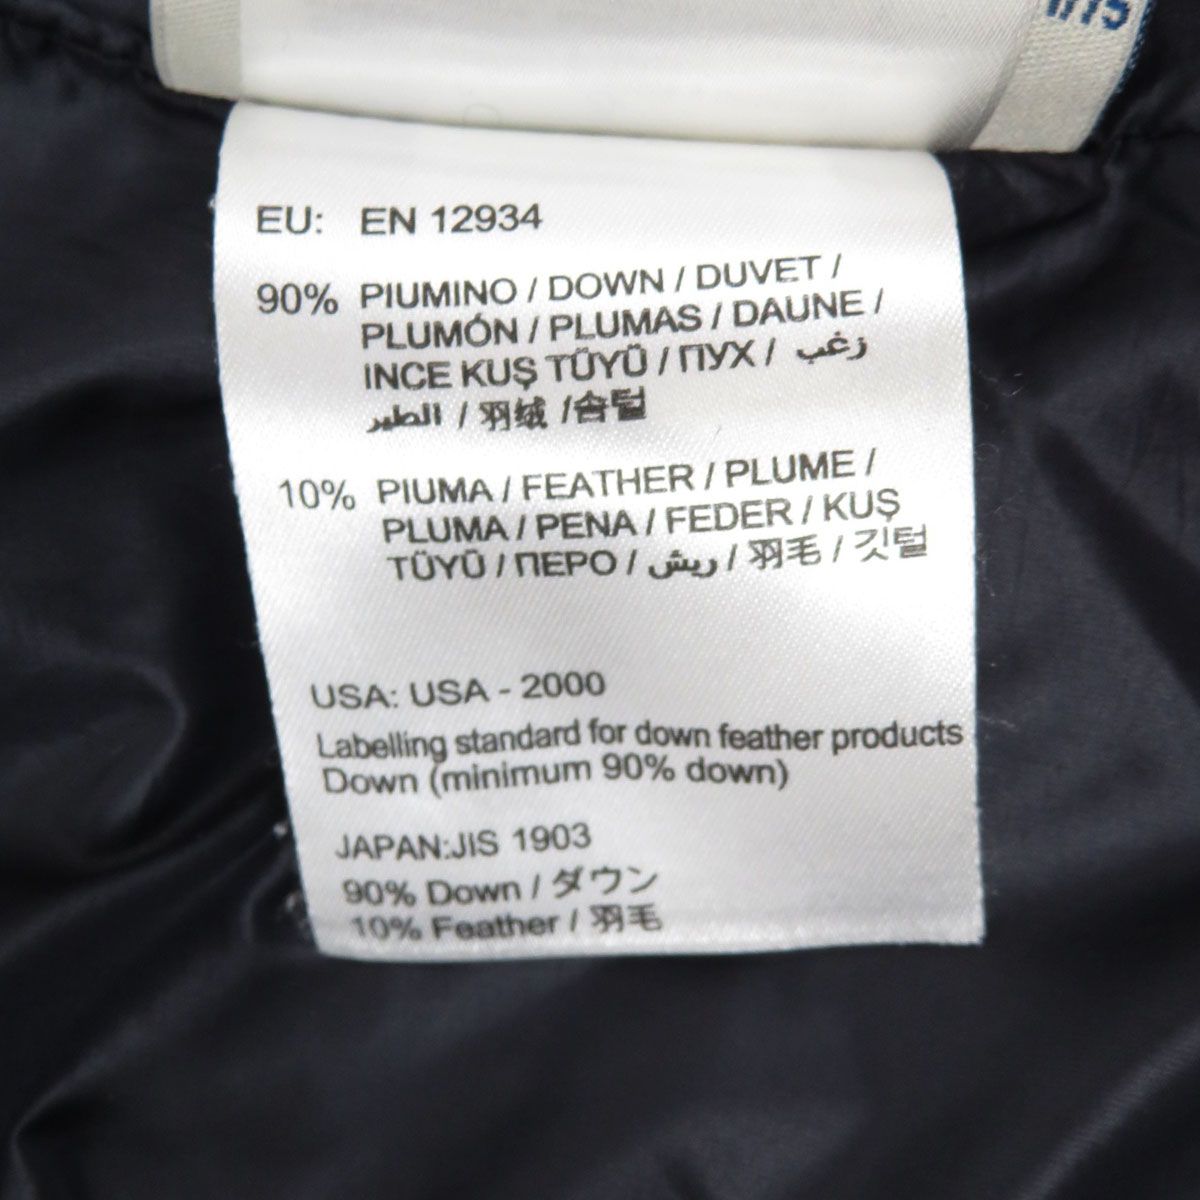 1/75
EU: EN 12934
90% PIUMINO / DOWN / DUVET /
PLUMÓN / PLUMAS / DAUNE /
INCE KUŞ TÜYÜ / ПУХ / زغب
الطير / 羽绒 /솜털
10% PIUMA / FEATHER / PLUME /
PLUMA / PENA / FEDER / KUŞ
TÜYÜ / ПЕРО / ريش / 羽毛 / 깃털
USA: USA - 2000
Labelling standard for down feather products
Down (minimum 90% down)
JAPAN:JIS 1903
90% Down / ダウン
10% Feather / 羽毛